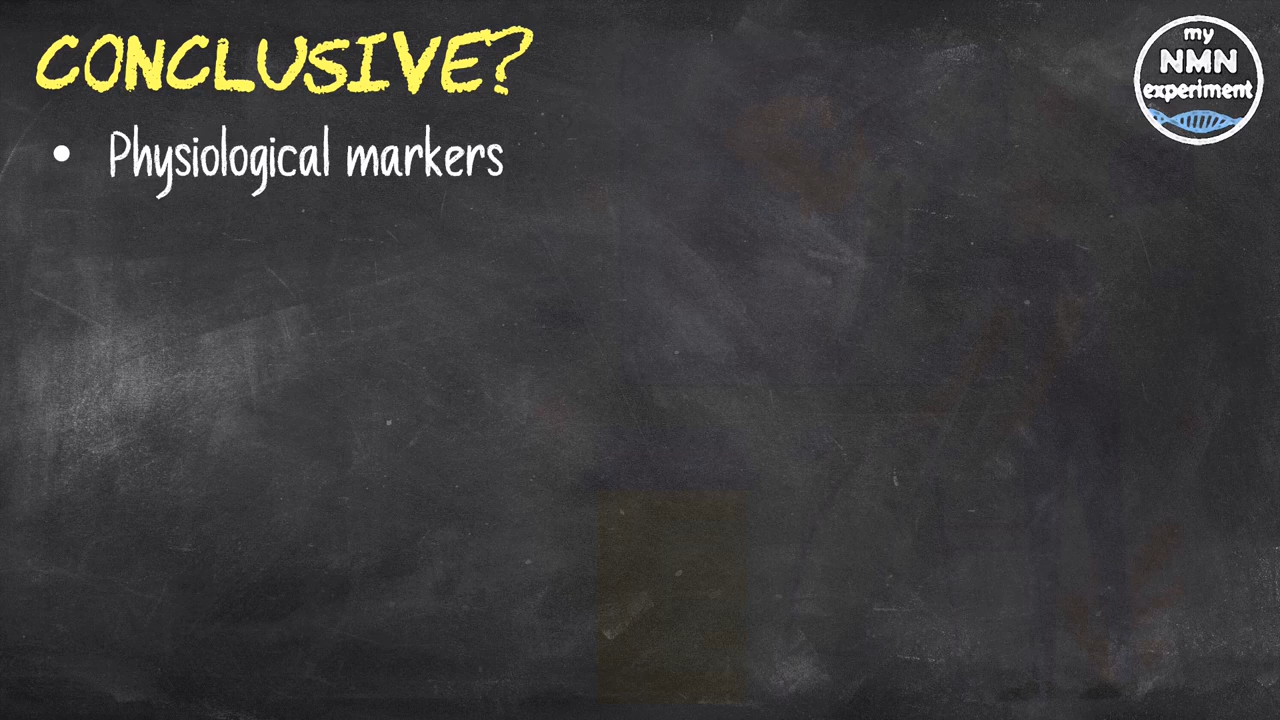 CONCLUSIVE?
• Physiological markers
my
NMN
experiment